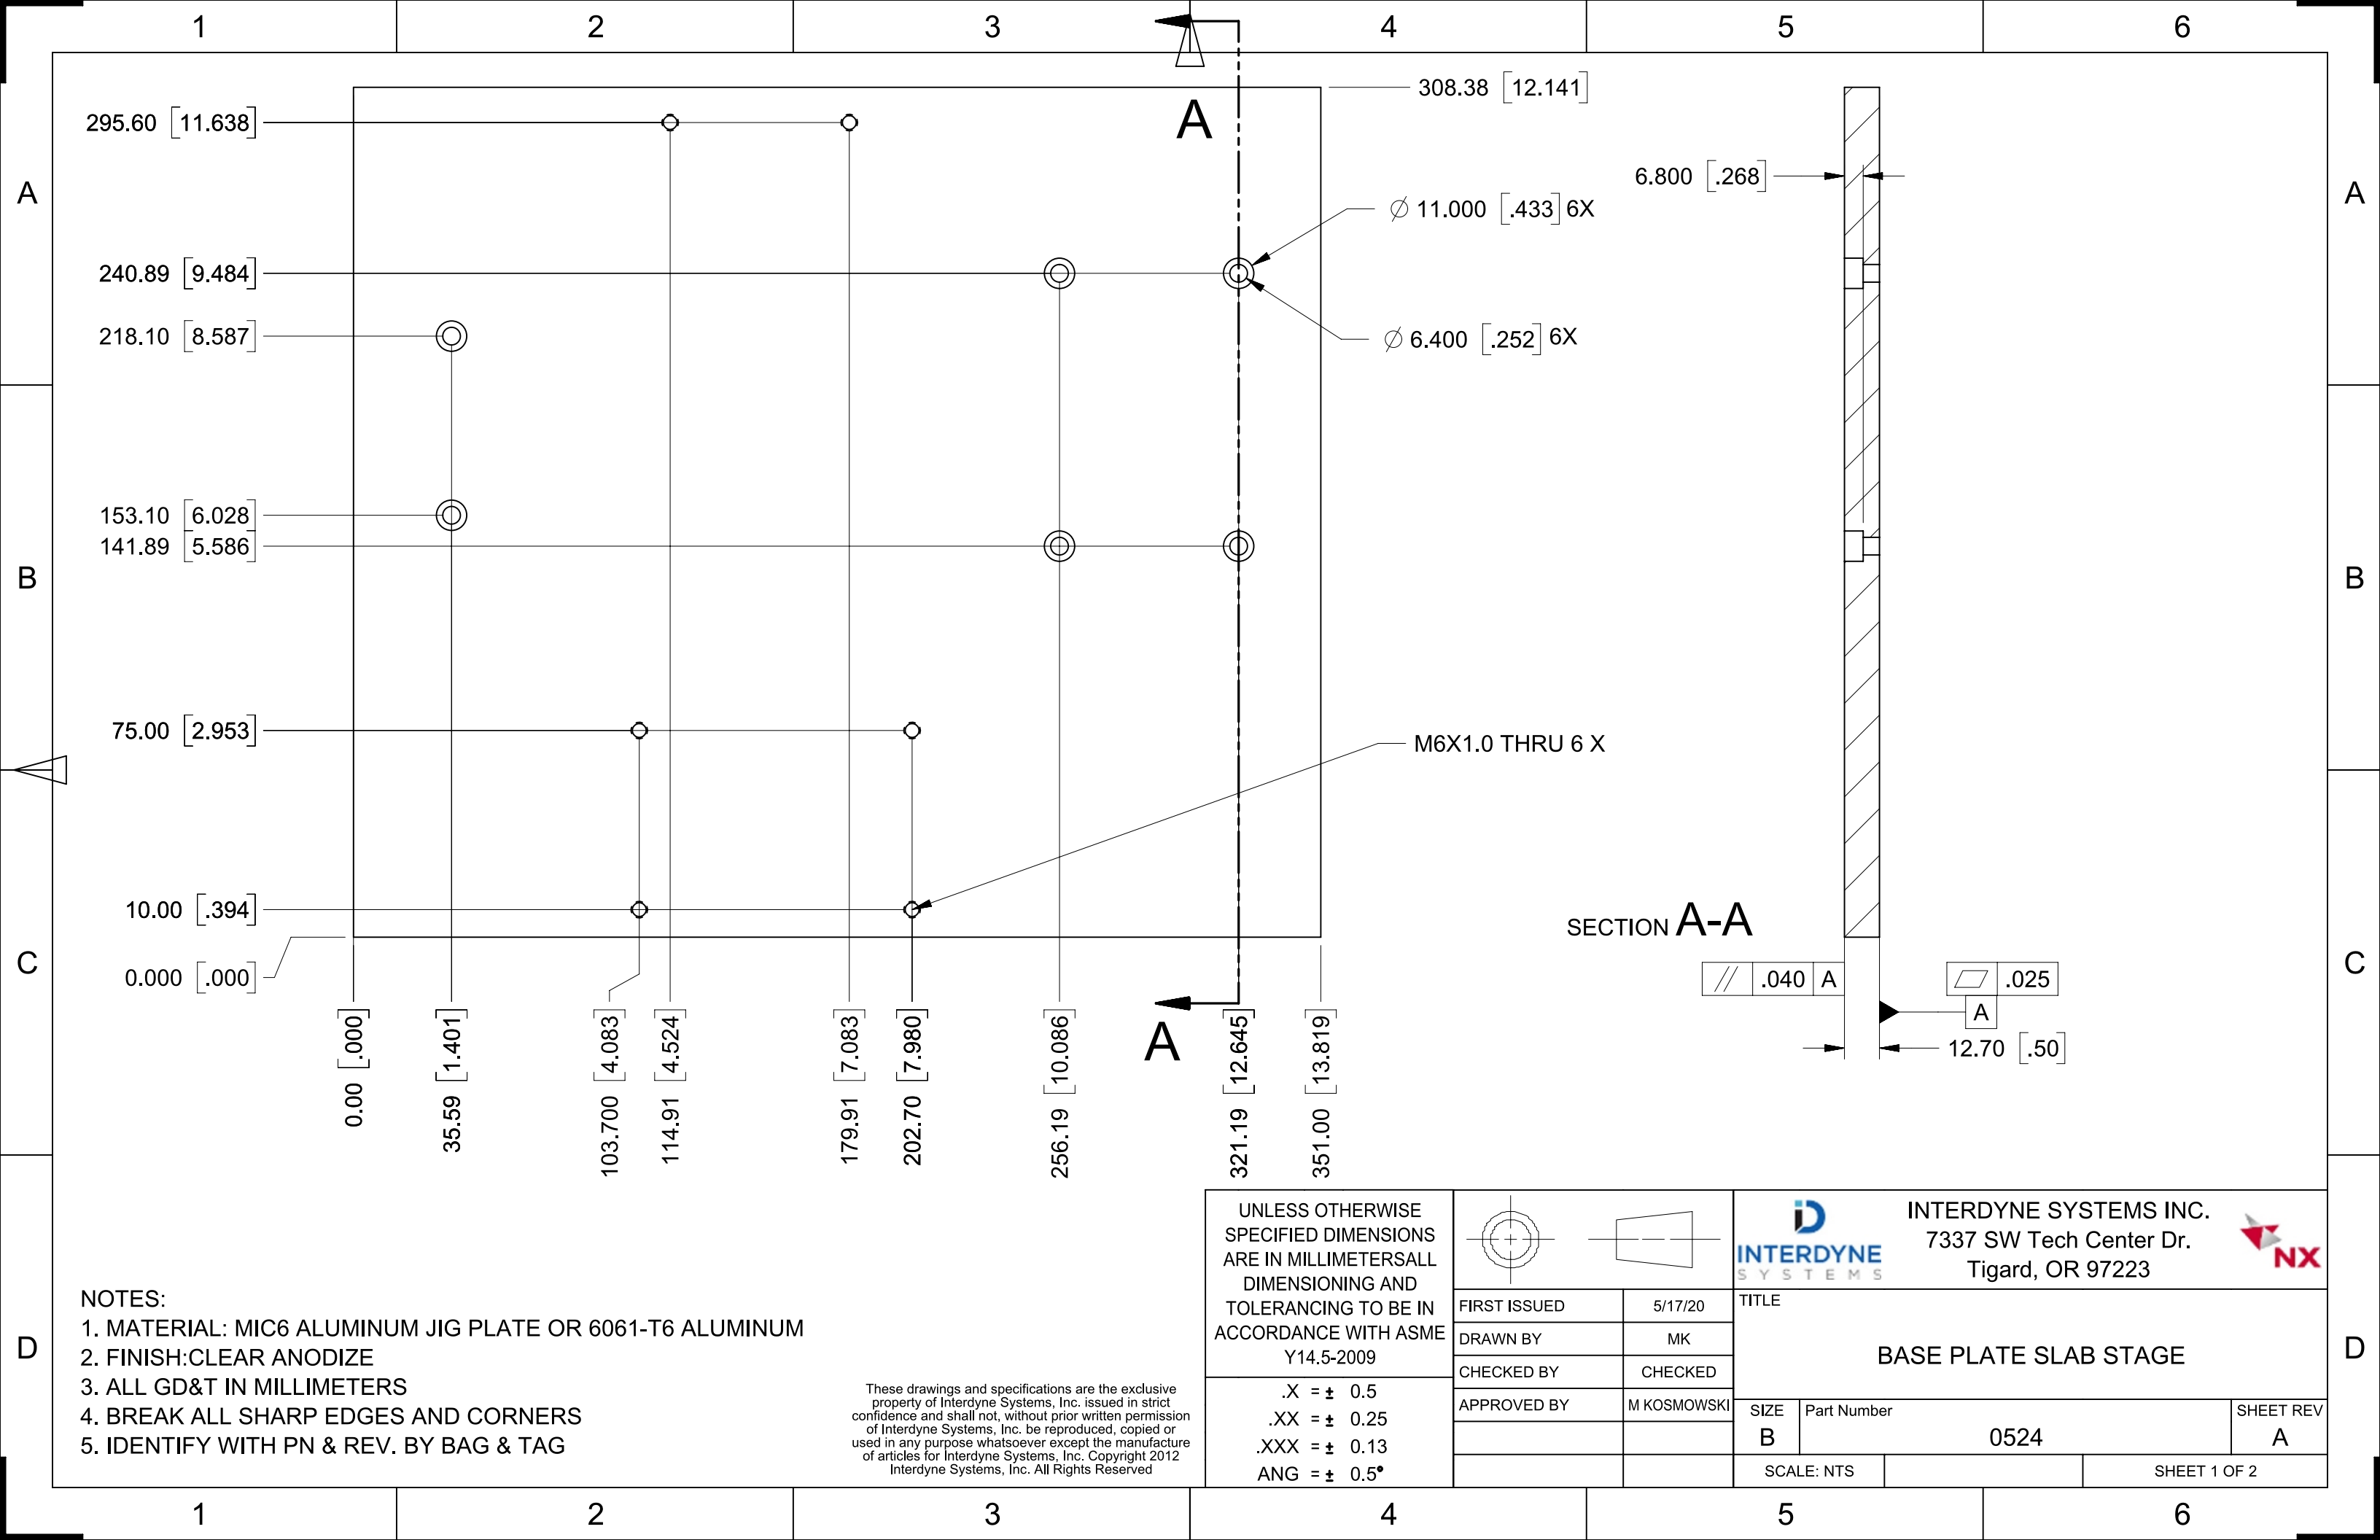 1 2 3 4 5 6
A
B
C
D
A
B
C
D
295.60 [11.638]
240.89 [9.484]
218.10 [8.587]
153.10 [6.028]
141.89 [5.586]
75.00 [2.953]
10.00 [.394]
0.000 [.000]
A
308.38 [12.141]
⌀ 11.000 [.433] 6X
⌀ 6.400 [.252] 6X
M6X1.0 THRU 6 X
6.800 [.268]
0.00 [.000]
35.59 [1.401]
103.700 [4.083]
114.91 [4.524]
179.91 [7.083]
202.70 [7.980]
256.19 [10.086]
A
321.19 [12.645]
351.00 [13.819]
SECTION A-A
// .040 A
⏥ .025
A
12.70 [.50]
NOTES:
1. MATERIAL: MIC6 ALUMINUM JIG PLATE OR 6061-T6 ALUMINUM
2. FINISH:CLEAR ANODIZE
3. ALL GD&T IN MILLIMETERS
4. BREAK ALL SHARP EDGES AND CORNERS
5. IDENTIFY WITH PN & REV. BY BAG & TAG
These drawings and specifications are the exclusive
property of Interdyne Systems, Inc. issued in strict
confidence and shall not, without prior written permission
of Interdyne Systems, Inc. be reproduced, copied or
used in any purpose whatsoever except the manufacture
of articles for Interdyne Systems, Inc. Copyright 2012
Interdyne Systems, Inc. All Rights Reserved
UNLESS OTHERWISE
SPECIFIED DIMENSIONS
ARE IN MILLIMETERSALL
DIMENSIONING AND
TOLERANCING TO BE IN
ACCORDANCE WITH ASME
Y14.5-2009
.X = ± 0.5
.XX = ± 0.25
.XXX = ± 0.13
ANG = ± 0.5°
FIRST ISSUED 5/17/20
DRAWN BY MK
CHECKED BY CHECKED
APPROVED BY M KOSMOWSKI
INTERDYNE
SYSTEMS
INTERDYNE SYSTEMS INC.
7337 SW Tech Center Dr.
Tigard, OR 97223
NX
TITLE
BASE PLATE SLAB STAGE
SIZE
B
Part Number
0524
SHEET REV
A
SCALE: NTS
SHEET 1 OF 2
1 2 3 4 5 6